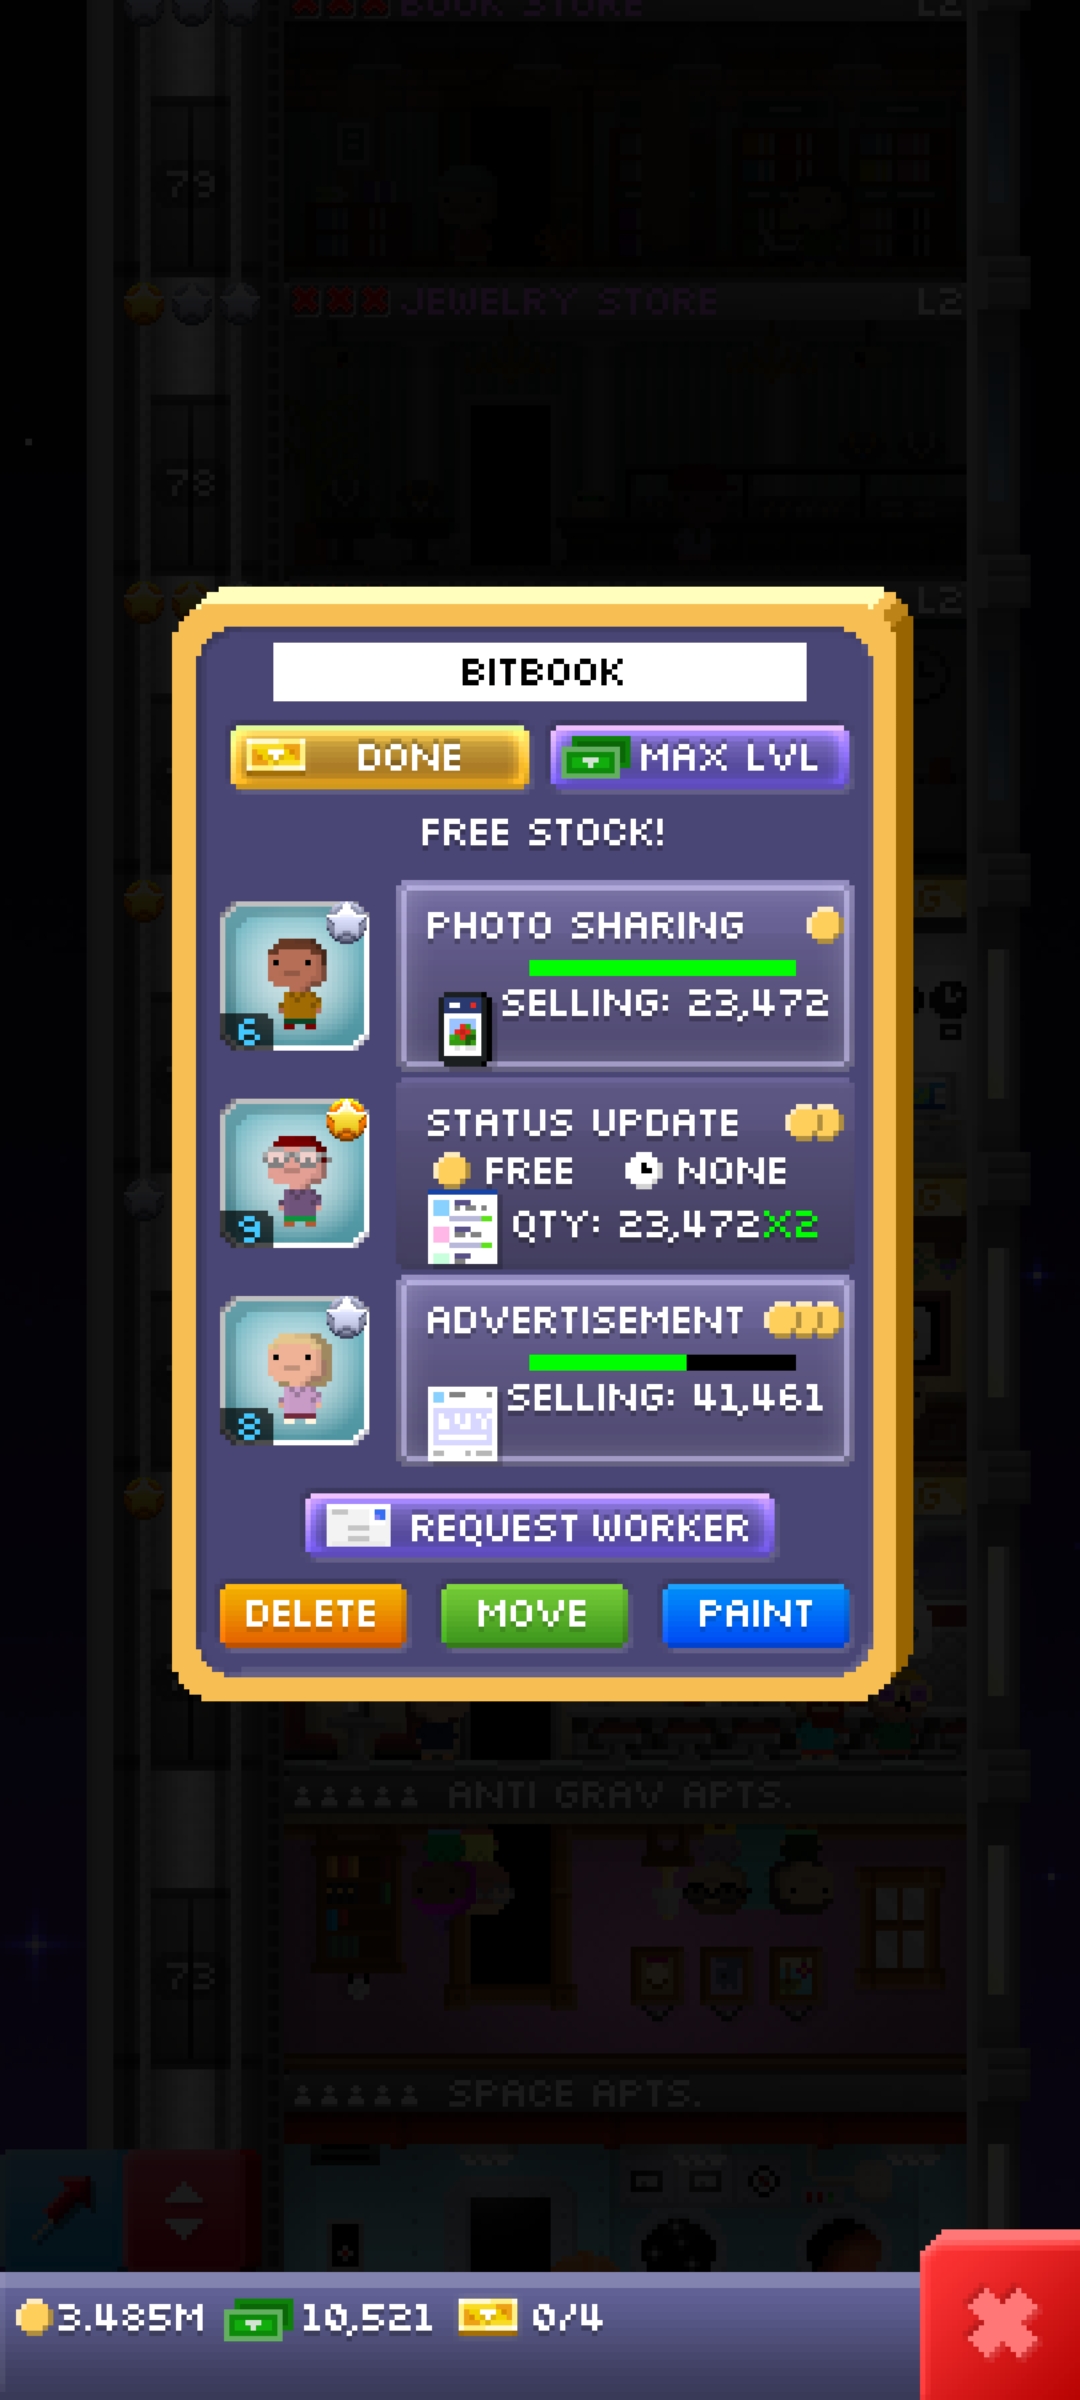 BOOK STORE L2
79
JEWELRY STORE L2
78
L2
BITBOOK
DONE MAX LVL
FREE STOCK!
PHOTO SHARING
SELLING: 23,472
6
STATUS UPDATE
FREE NONE
QTY: 23,472X2
9
ADVERTISEMENT
SELLING: 41,461
8
REQUEST WORKER
DELETE MOVE PAINT
ANTI GRAV APTS.
73
SPACE APTS.
3.485M 10,521 0/4